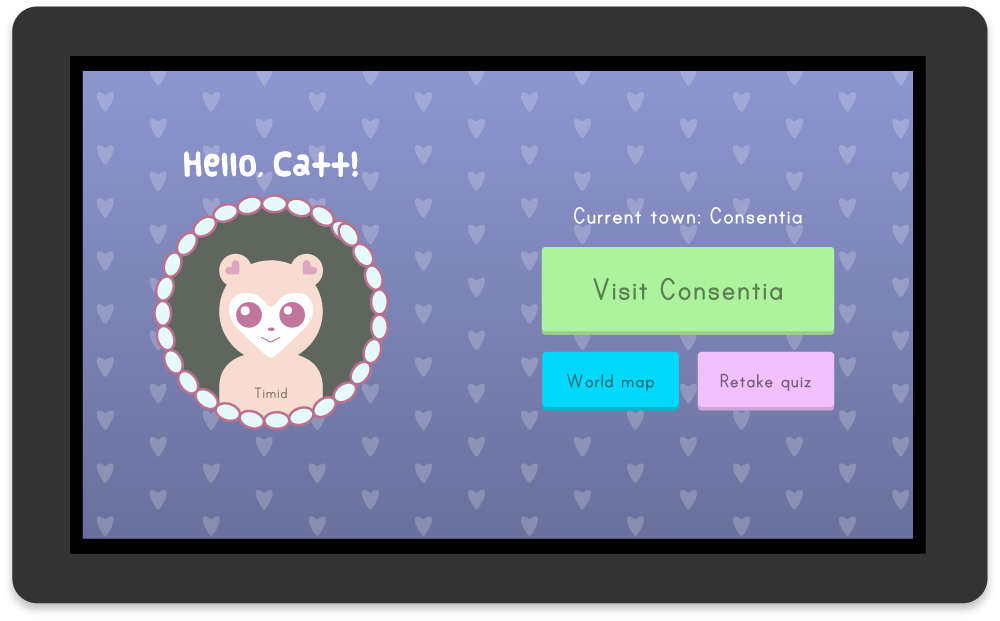 Hello, Catt!
Timid
Current town: Consentia
Visit Consentia
World map
Retake quiz